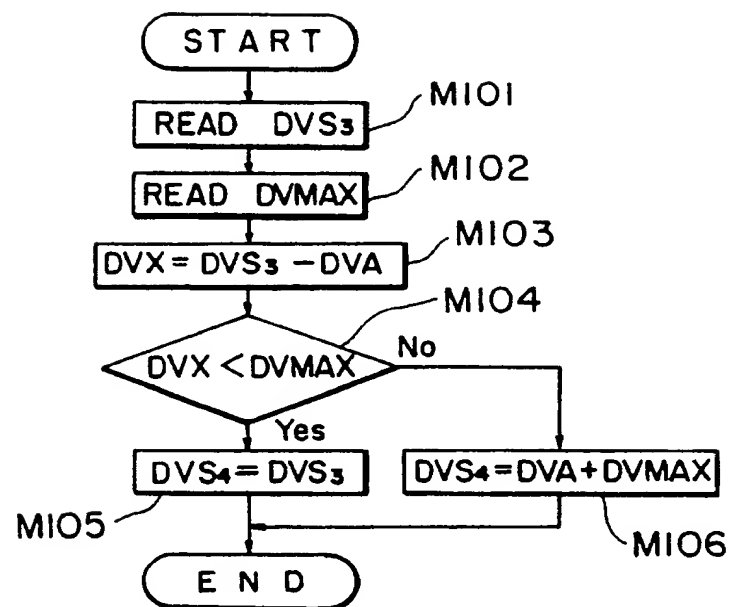 START
READ DVS₃
M101
READ DVMAX
M102
DVX = DVS₃ - DVA
M103
DVX < DVMAX
M104
No
Yes
DVS₄ = DVS₃
M105
DVS₄ = DVA + DVMAX
M106
END